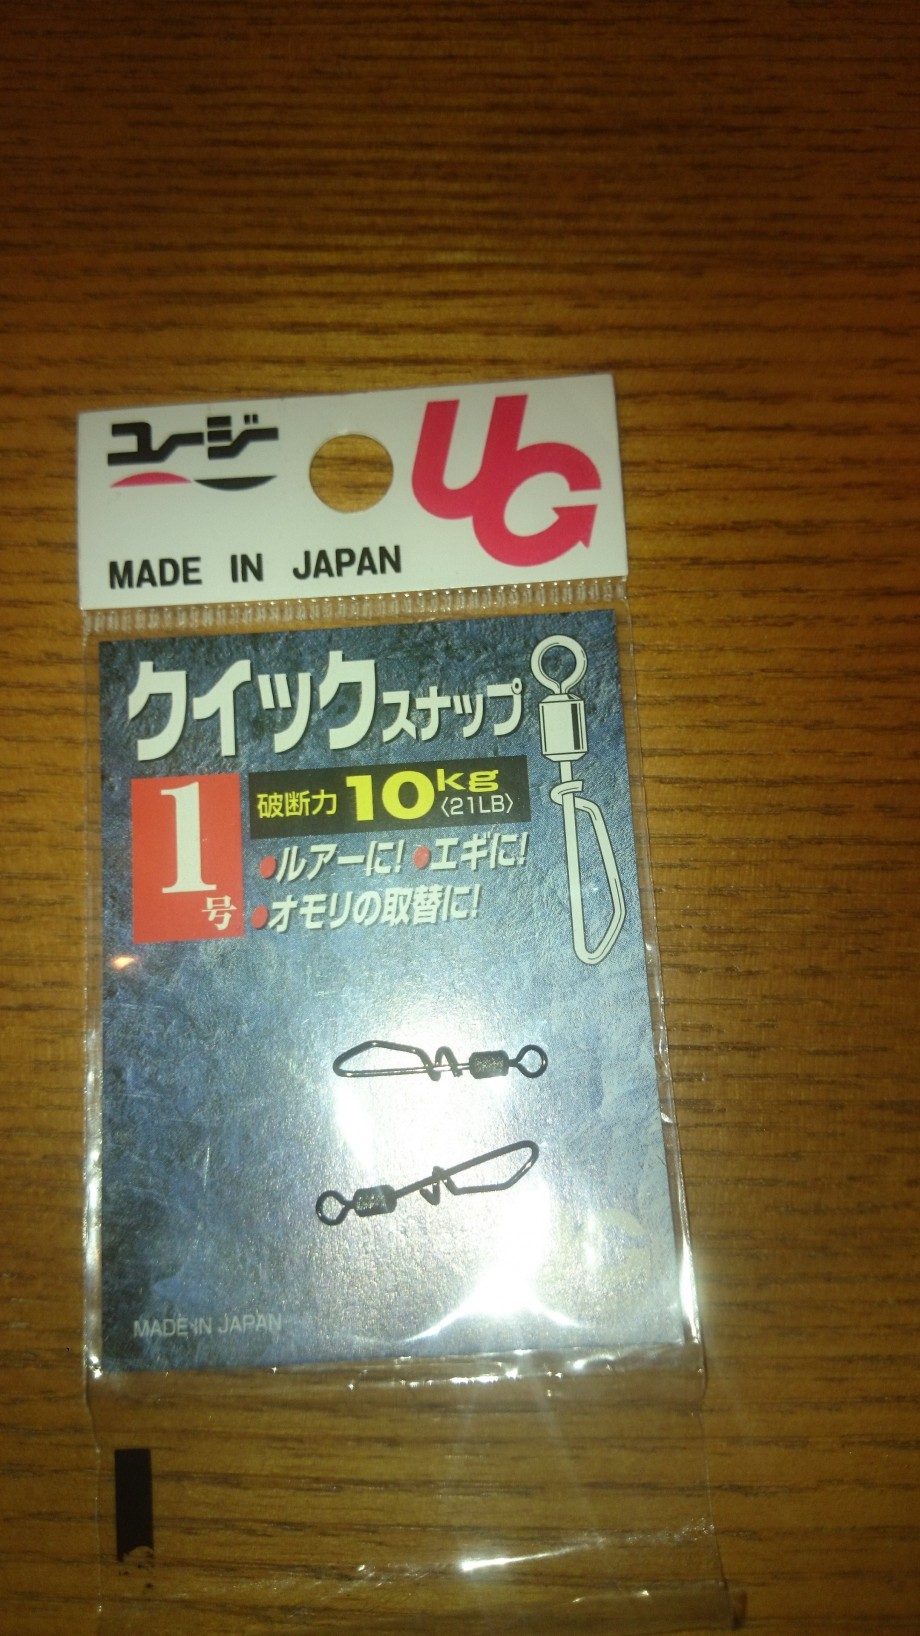 ユージー
UG
MADE IN JAPAN
クイックスナップ
1号
破断力 10kg
〈21LB〉
●ルアーに! ●エギに!
●オモリの取替に!
MADE IN JAPAN